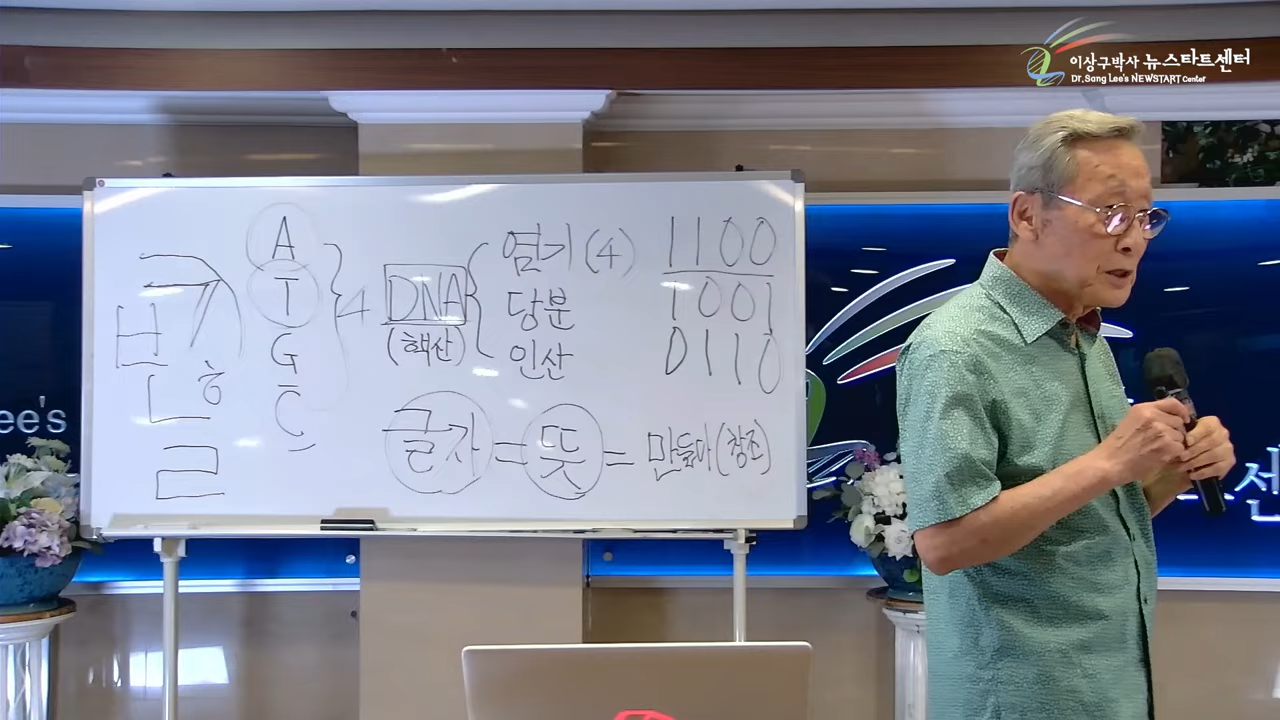 이상구박사 뉴스타트센터
Dr. Sang Lee's NEWSTART Center
A
T
G
C
4
DNA
(핵산)
염기(4)
당분
인산
1100
1001
0110
ㅋ
ㅂ
ㄴ
ㅎ
ㄹ
글자=뜻=만들다(창조)
ee's